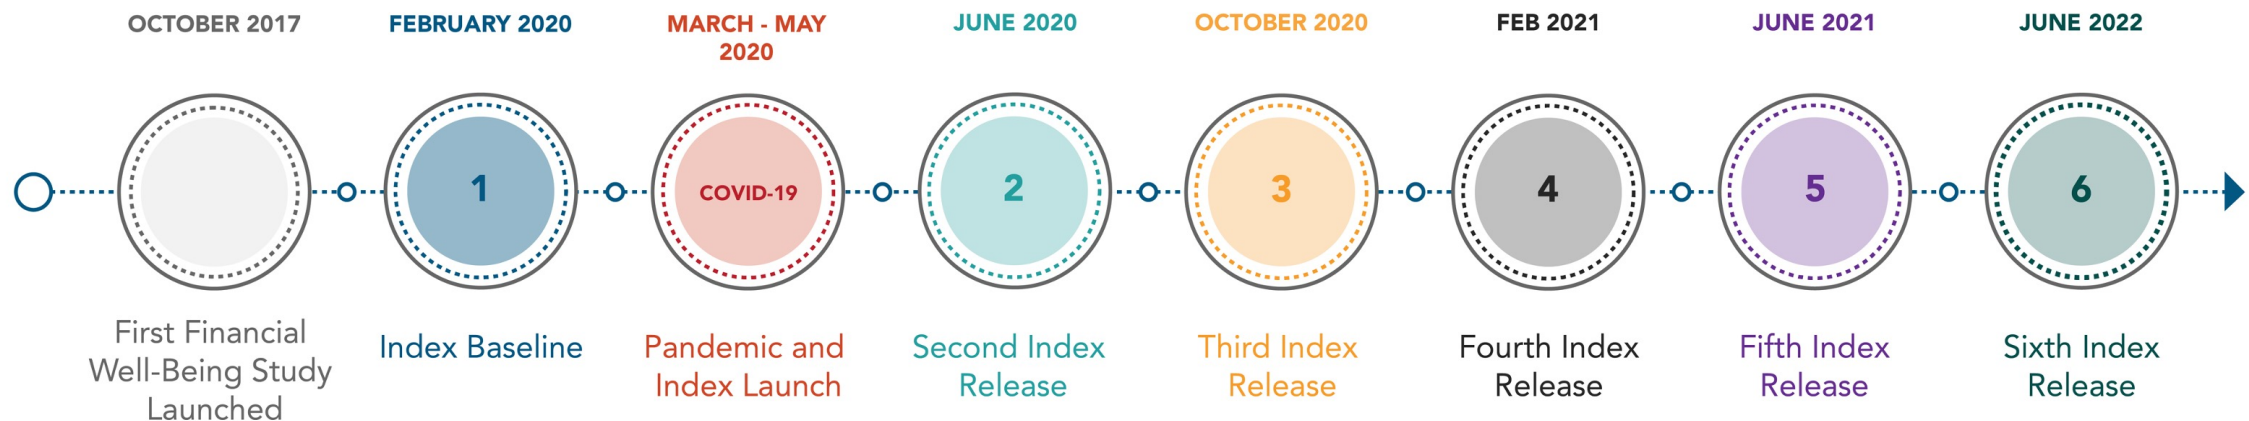 OCTOBER 2017
FEBRUARY 2020
MARCH - MAY
2020
JUNE 2020
OCTOBER 2020
FEB 2021
JUNE 2021
JUNE 2022
1
COVID-19
2
3
4
5
6
First Financial
Well-Being Study
Launched
Index Baseline
Pandemic and
Index Launch
Second Index
Release
Third Index
Release
Fourth Index
Release
Fifth Index
Release
Sixth Index
Release